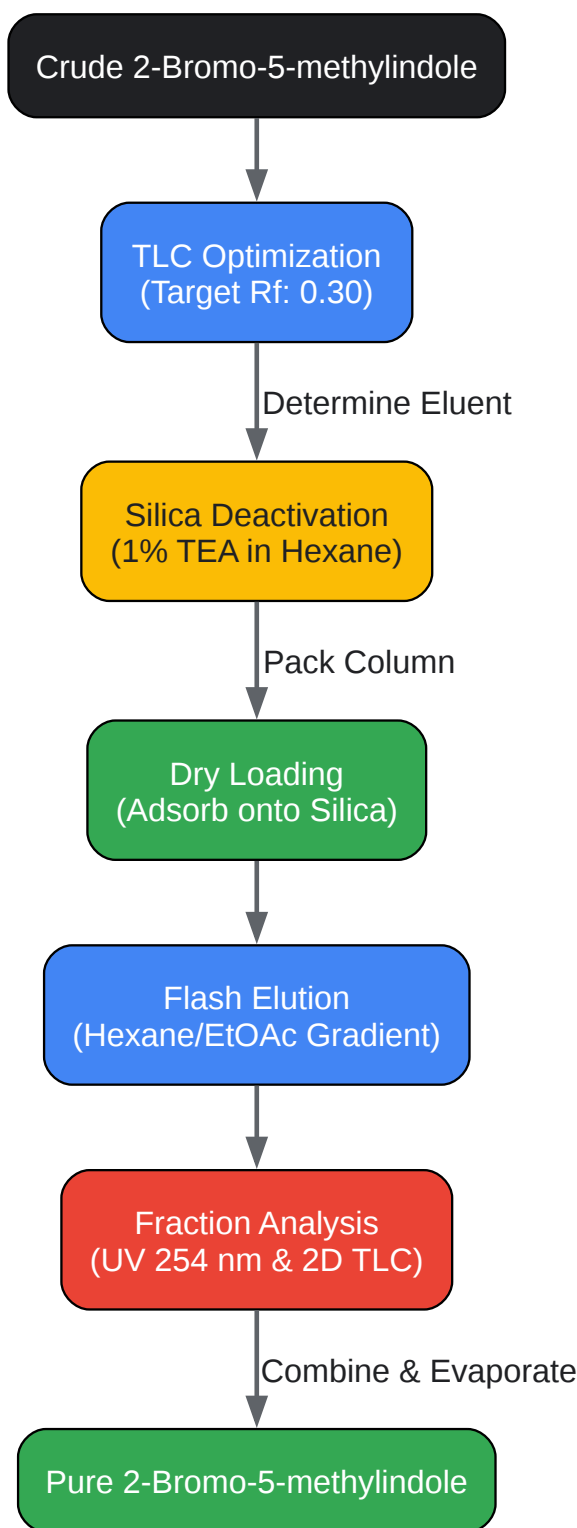 Crude 2-Bromo-5-methylindole
TLC Optimization
(Target Rf: 0.30)
Determine Eluent
Silica Deactivation
(1% TEA in Hexane)
Pack Column
Dry Loading
(Adsorb onto Silica)
Flash Elution
(Hexane/EtOAc Gradient)
Fraction Analysis
(UV 254 nm & 2D TLC)
Combine & Evaporate
Pure 2-Bromo-5-methylindole